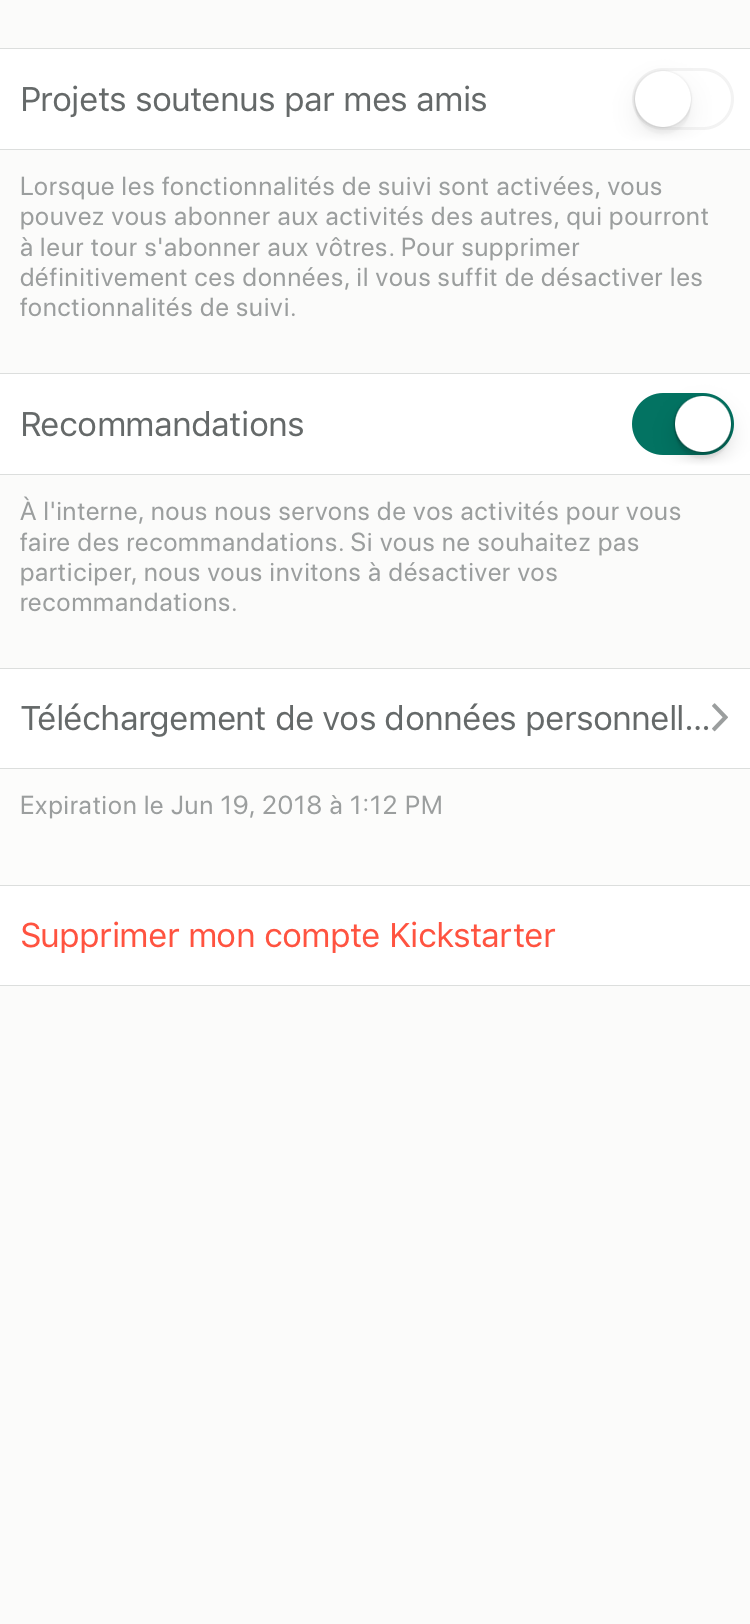 Projets soutenus par mes amis
Lorsque les fonctionnalités de suivi sont activées, vous
pouvez vous abonner aux activités des autres, qui pourront
à leur tour s'abonner aux vôtres. Pour supprimer
définitivement ces données, il vous suffit de désactiver les
fonctionnalités de suivi.
Recommandations
À l'interne, nous nous servons de vos activités pour vous
faire des recommandations. Si vous ne souhaitez pas
participer, nous vous invitons à désactiver vos
recommandations.
Téléchargement de vos données personnell...
Expiration le Jun 19, 2018 à 1:12 PM
Supprimer mon compte Kickstarter